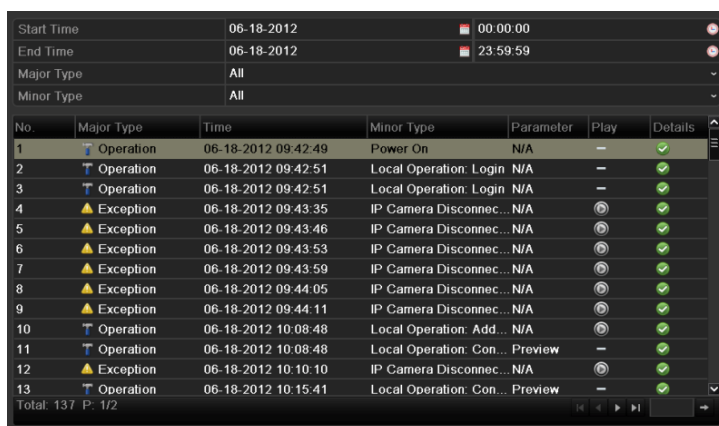 Start Time 06-18-2012 00:00:00
End Time 06-18-2012 23:59:59
Major Type All
Minor Type All
No. Major Type Time Minor Type Parameter Play Details
1 Operation 06-18-2012 09:42:49 Power On N/A —
2 Operation 06-18-2012 09:42:51 Local Operation: Login N/A —
3 Operation 06-18-2012 09:42:51 Local Operation: Login N/A —
4 Exception 06-18-2012 09:43:35 IP Camera Disconnec... N/A
5 Exception 06-18-2012 09:43:46 IP Camera Disconnec... N/A
6 Exception 06-18-2012 09:43:53 IP Camera Disconnec... N/A
7 Exception 06-18-2012 09:43:59 IP Camera Disconnec... N/A
8 Exception 06-18-2012 09:44:05 IP Camera Disconnec... N/A
9 Exception 06-18-2012 09:44:11 IP Camera Disconnec... N/A
10 Operation 06-18-2012 10:08:48 Local Operation: Add... N/A
11 Operation 06-18-2012 10:08:48 Local Operation: Con... Preview —
12 Exception 06-18-2012 10:10:10 IP Camera Disconnec... N/A
13 Operation 06-18-2012 10:15:41 Local Operation: Con... Preview —
Total: 137 P: 1/2